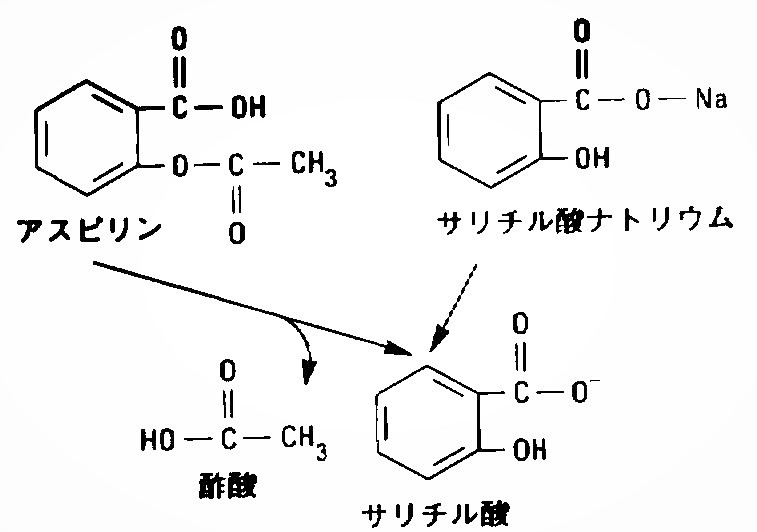 O
C OH
O C CH3
O
アスピリン
O
C O Na
OH
サリチル酸ナトリウム
O
HO C CH3
酢酸
O
C O−
OH
サリチル酸